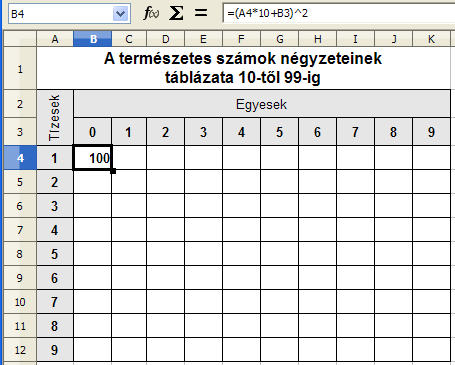 B4 f(x) Σ = =(A4*10+B3)^2
A B C D E F G H I J K
1 A természetes számok négyzeteinek
táblázata 10-től 99-ig
2 Tízesek Egyesek
3 0 1 2 3 4 5 6 7 8 9
4 1 100
5 2
6 3
7 4
8 5
9 6
10 7
11 8
12 9